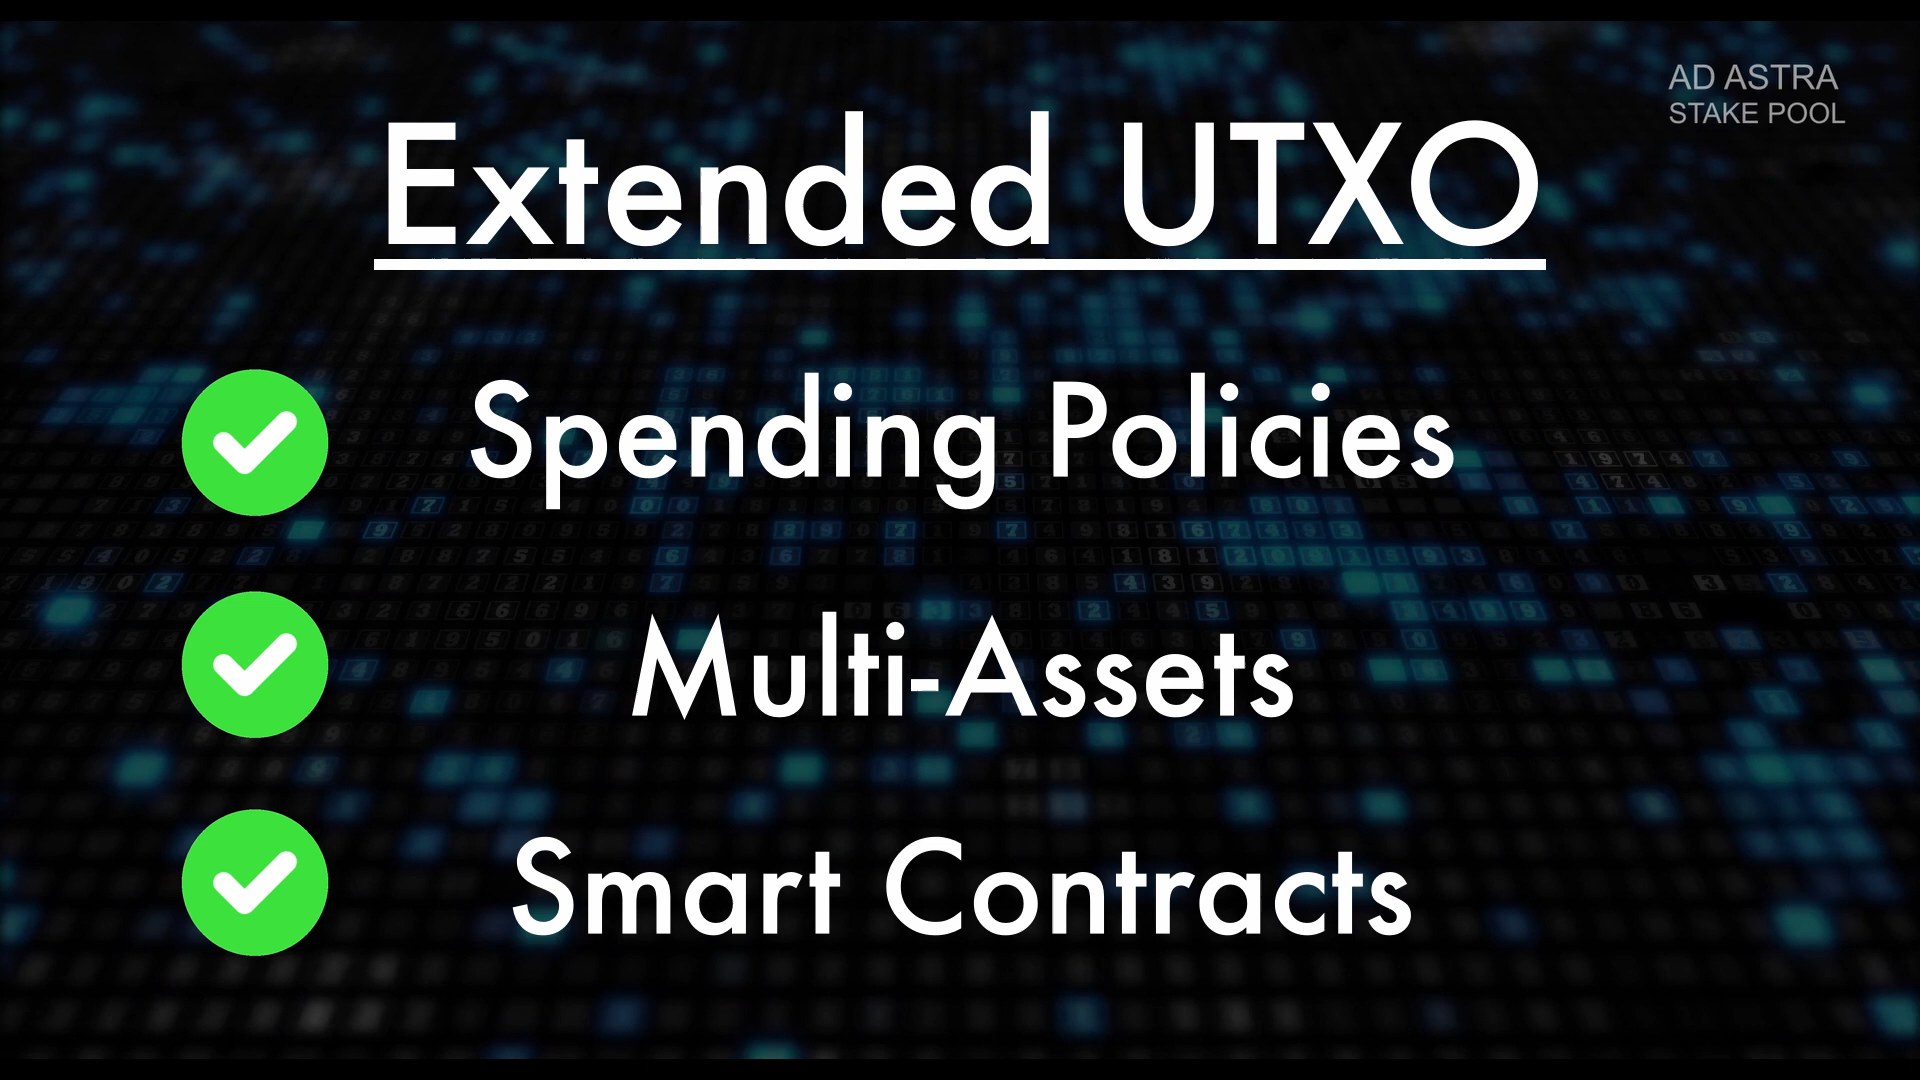 AD ASTRA
STAKE POOL
Extended UTXO
Spending Policies
Multi-Assets
Smart Contracts